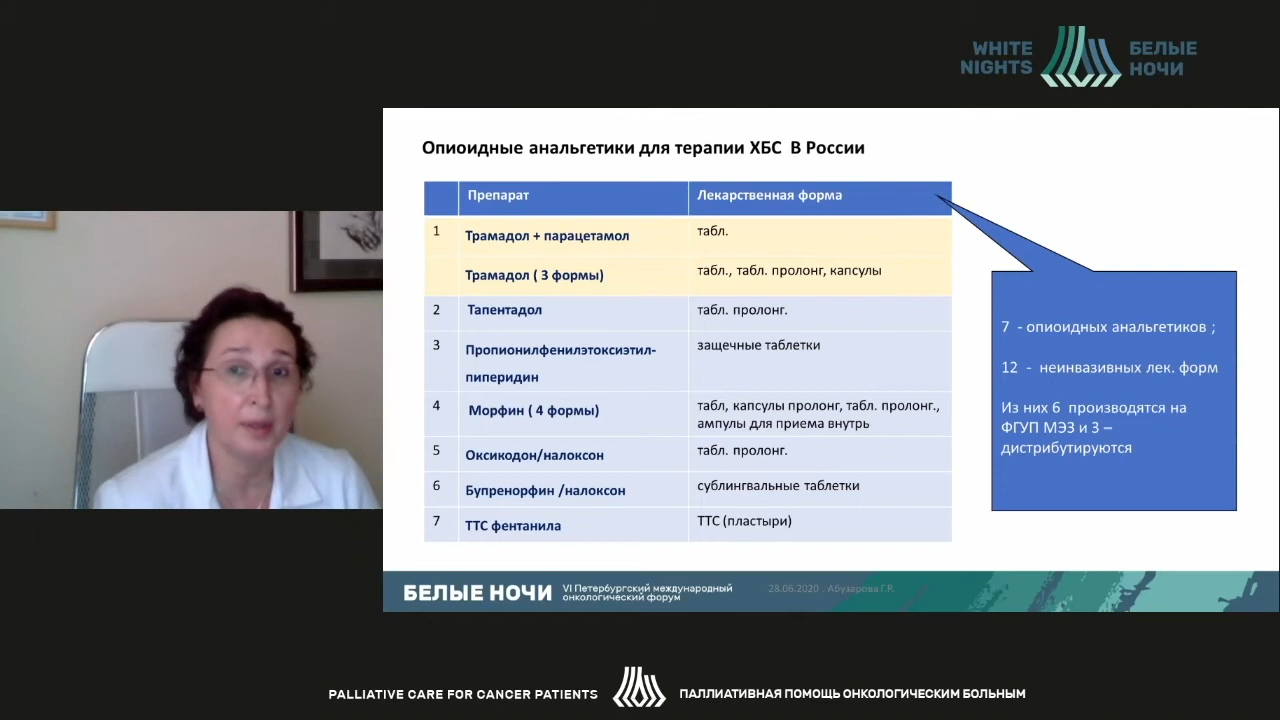 WHITE NIGHTS
БЕЛЫЕ НОЧИ
Опиоидные анальгетики для терапии ХБС В России
Препарат Лекарственная форма
1 Трамадол + парацетамол табл.
Трамадол ( 3 формы) табл., табл. пролонг, капсулы
2 Тапентадол табл. пролонг.
3 Пропионилфенилэтоксиэтил- защечные таблетки
пиперидин
4 Морфин ( 4 формы) табл, капсулы пролонг, табл. пролонг.,
ампулы для приема внутрь
5 Оксикодон/налоксон табл. пролонг.
6 Бупренорфин /налоксон сублингвальные таблетки
7 ТТС фентанила ТТС (пластыри)
7 - опиоидных анальгетиков ;
12 - неинвазивных лек. форм
Из них 6 производятся на
ФГУП МЭЗ и 3 –
дистрибутируются
БЕЛЫЕ НОЧИ
VI Петербургский международный
онкологический форум
28.06.2020 . Абузарова Г.Р.
PALLIATIVE CARE FOR CANCER PATIENTS
ПАЛЛИАТИВНАЯ ПОМОЩЬ ОНКОЛОГИЧЕСКИМ БОЛЬНЫМ